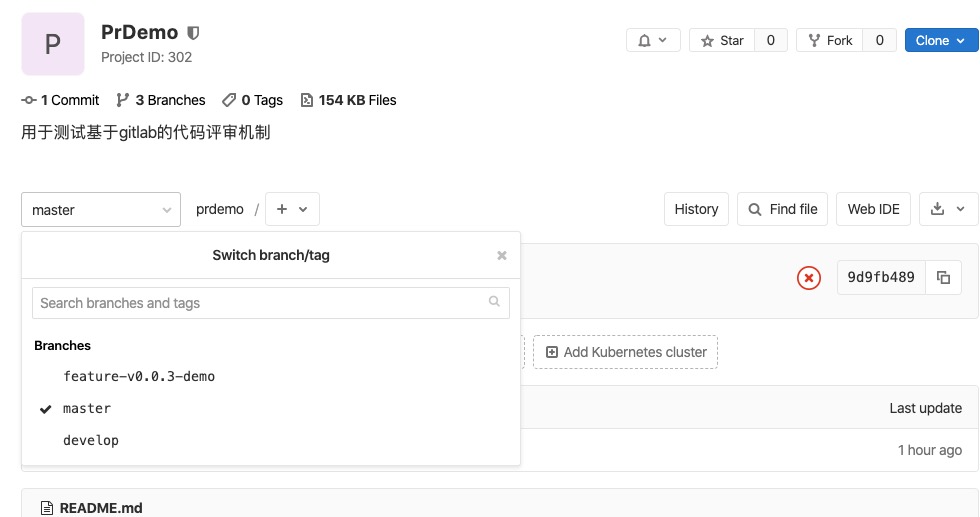 P
PrDemo
Project ID: 302
Star 0 Fork 0 Clone
1 Commit 3 Branches 0 Tags 154 KB Files
用于测试基于gitlab的代码评审机制
master prdemo / + History Find file Web IDE
Switch branch/tag
9d9fb489
Search branches and tags
Branches
Add Kubernetes cluster
feature-v0.0.3-demo
master Last update
develop 1 hour ago
README.md